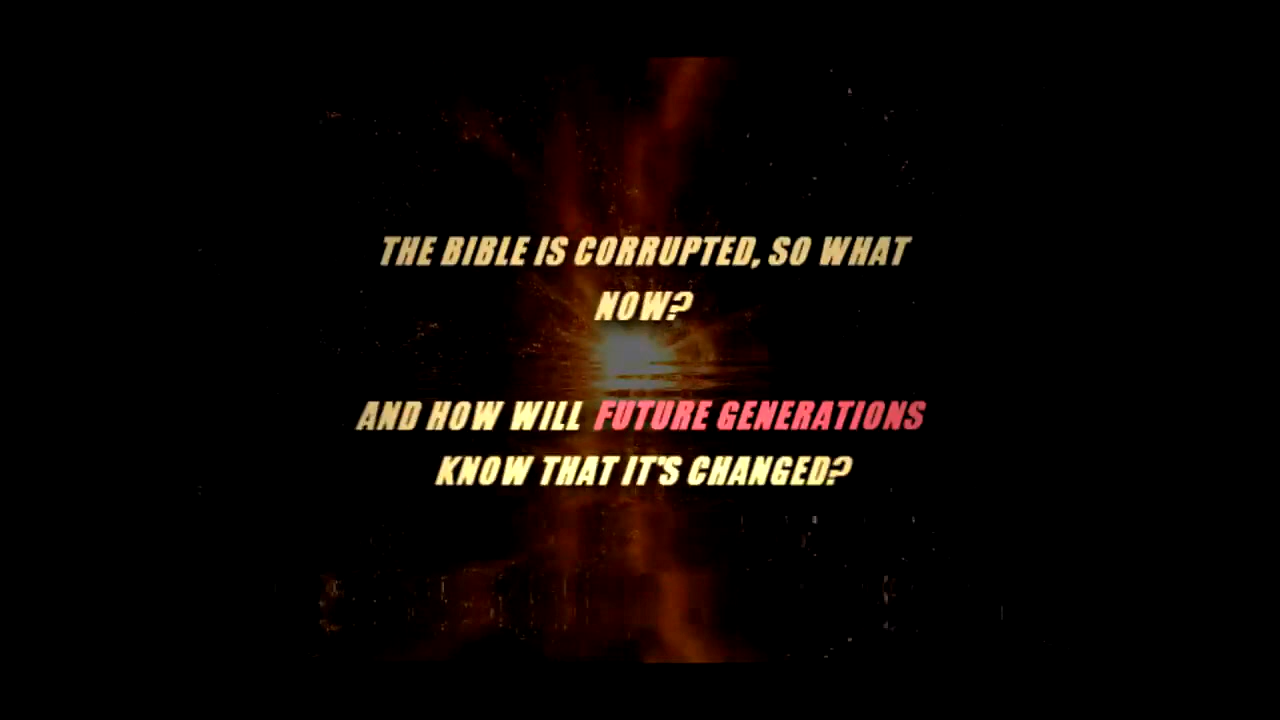 THE BIBLE IS CORRUPTED, SO WHAT
NOW?
AND HOW WILL FUTURE GENERATIONS
KNOW THAT IT'S CHANGED?